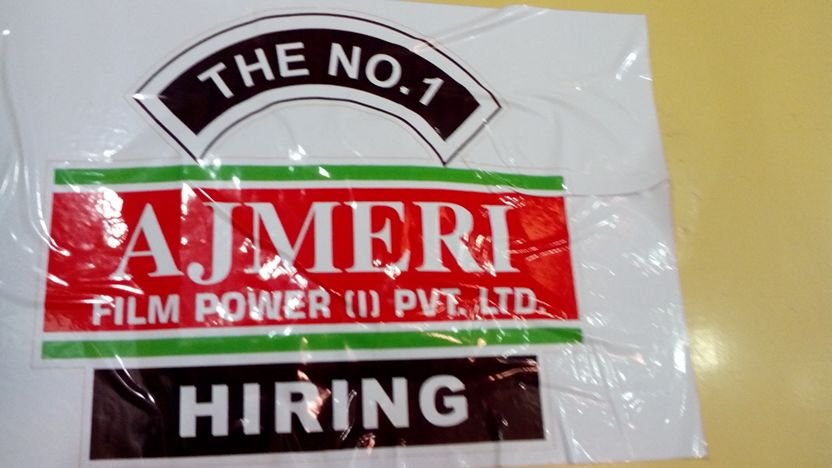 THE NO.1
AJMERI
FILM POWER (I) PVT. LTD.
HIRING